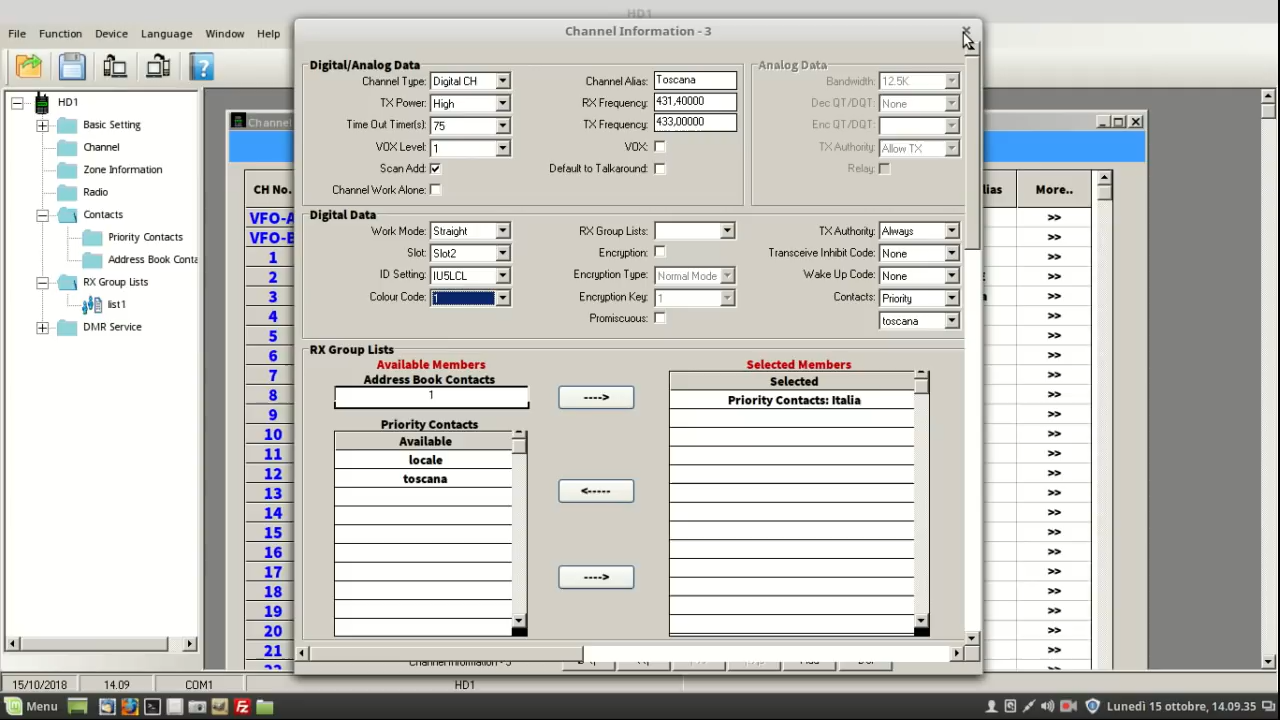 HD1
Channel Information - 3
File Function Device Language Window Help
HD1
Basic Setting
Channel
Zone Information
Radio
Contacts
Priority Contacts
Address Book Conta
RX Group Lists
list1
DMR Service
Channel
CH No.
lias
More..
VFO-A
>>
VFO-B
>>
1
>>
2
>>
3
>>
4
>>
5
>>
6
>>
7
>>
8
>>
9
>>
10
>>
11
>>
12
>>
13
>>
14
>>
15
>>
16
>>
17
>>
18
>>
19
>>
20
>>
21
>>
Digital/Analog Data
Channel Type: Digital CH
Channel Alias: Toscana
TX Power: High
RX Frequency: 431,40000
Time Out Timer(s): 75
TX Frequency: 433,00000
VOX Level: 1
VOX:
Scan Add:
Default to Talkaround:
Channel Work Alone:
Analog Data
Bandwidth: 12.5K
Dec QT/DQT: None
Enc QT/DQT:
TX Authority: Allow TX
Relay:
Digital Data
Work Mode: Straight
RX Group Lists:
TX Authority: Always
Slot: Slot2
Encryption:
Transceive Inhibit Code: None
ID Setting: IU5LCL
Encryption Type: Normal Mode
Wake Up Code: None
Colour Code: 1
Encryption Key: 1
Contacts: Priority
Promiscuous:
toscana
RX Group Lists
Available Members
Address Book Contacts
1
Priority Contacts
Available
locale
toscana
---->
<-----
---->
Selected Members
Selected
Priority Contacts: Italia
15/10/2018 14.09 COM1 HD1
Menu
Lunedì 15 ottobre, 14.09.35